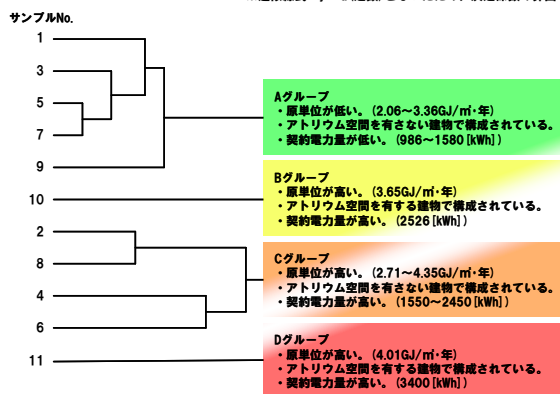 サンプルNo.
1
3
5
7
9
10
2
8
4
6
11
Aグループ
・原単位が低い。(2.06～3.36GJ/㎡・年)
・アトリウム空間を有さない建物で構成されている。
・契約電力量が低い。(986～1580[kWh])
Bグループ
・原単位が高い。(3.65GJ/㎡・年)
・アトリウム空間を有する建物で構成されている。
・契約電力量が高い。(2526[kWh])
Cグループ
・原単位が高い。(2.71～4.35GJ/㎡・年)
・アトリウム空間を有さない建物で構成されている。
・契約電力量が高い。(1550～2450[kWh])
Dグループ
・原単位が高い。(4.01GJ/㎡・年)
・アトリウム空間を有する建物で構成されている。
・契約電力量が高い。(3400[kWh])